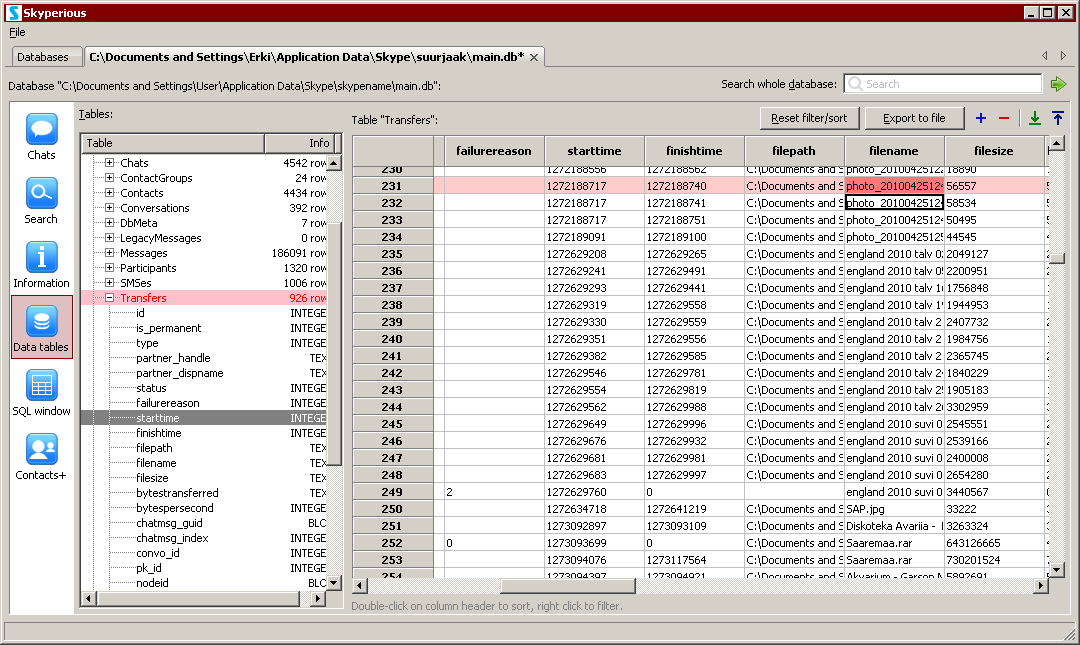 Skyperious
File
Databases
C:\Documents and Settings\Erki\Application Data\Skype\suurjaak\main.db*
Database "C:\Documents and Settings\User\Application Data\Skype\skypename\main.db":
Search whole database:
Search
Chats
Search
Information
Data tables
SQL window
Contacts+
Tables:
Table Info
Chats 4542 row
ContactGroups 24 row
Contacts 4434 row
Conversations 392 row
DbMeta 7 row
LegacyMessages 0 row
Messages 186091 row
Participants 1320 row
SMSes 1006 row
Transfers 926 row
id INTEGE
is_permanent INTEGE
type INTEGE
partner_handle TEX
partner_dispname TEX
status INTEGE
failurereason INTEGE
starttime INTEGE
finishtime INTEGE
filepath TEX
filename TEX
filesize TEX
bytestransferred TEX
bytespersecond INTEGE
chatmsg_guid BLO
chatmsg_index INTEGE
convo_id INTEGE
pk_id INTEGE
nodeid BLO
Table "Transfers":
Reset filter/sort
Export to file
failurereason starttime finishtime filepath filename filesize
230 1272188556 1272188562 C:\Documents and S photo_2010042512 18890
231 1272188717 1272188740 C:\Documents and S photo_2010042512 56557
232 1272188717 1272188741 C:\Documents and S photo_2010042512 58534
233 1272188717 1272188751 C:\Documents and S photo_2010042512 50495
234 1272189091 1272189100 C:\Documents and S photo_2010042512 44545
235 1272629208 1272629265 C:\Documents and S england 2010 talv 0 2049127
236 1272629241 1272629491 C:\Documents and S england 2010 talv 0 2200951
237 1272629293 1272629441 C:\Documents and S england 2010 talv 1 1756848
238 1272629319 1272629558 C:\Documents and S england 2010 talv 1 1944953
239 1272629330 1272629559 C:\Documents and S england 2010 talv 2 2407732
240 1272629351 1272629556 C:\Documents and S england 2010 talv 2 1984756
241 1272629382 1272629585 C:\Documents and S england 2010 talv 2 2365745
242 1272629546 1272629781 C:\Documents and S england 2010 talv 2 1840229
243 1272629554 1272629819 C:\Documents and S england 2010 talv 2 1905183
244 1272629562 1272629988 C:\Documents and S england 2010 talv 2 3302959
245 1272629649 1272629996 C:\Documents and S england 2010 suvi 0 2545551
246 1272629676 1272629932 C:\Documents and S england 2010 suvi 0 2539166
247 1272629681 1272629981 C:\Documents and S england 2010 suvi 0 2400008
248 1272629683 1272629997 C:\Documents and S england 2010 suvi 0 2654280
249 2 1272629760 0 england 2010 suvi 0 3440567
250 1272634718 1272641219 C:\Documents and S SAP.jpg 33222
251 1273092897 1273093109 C:\Documents and S Diskoteka Avariia - 3263324
252 0 1273093699 0 Saaremaa.rar 643126665
253 1273094076 1273117564 C:\Documents and S Saaremaa.rar 730201524
254 1273094397 1273094921 C:\Documents and S Akvarium - Garson 5892691
Double-click on column header to sort, right click to filter.